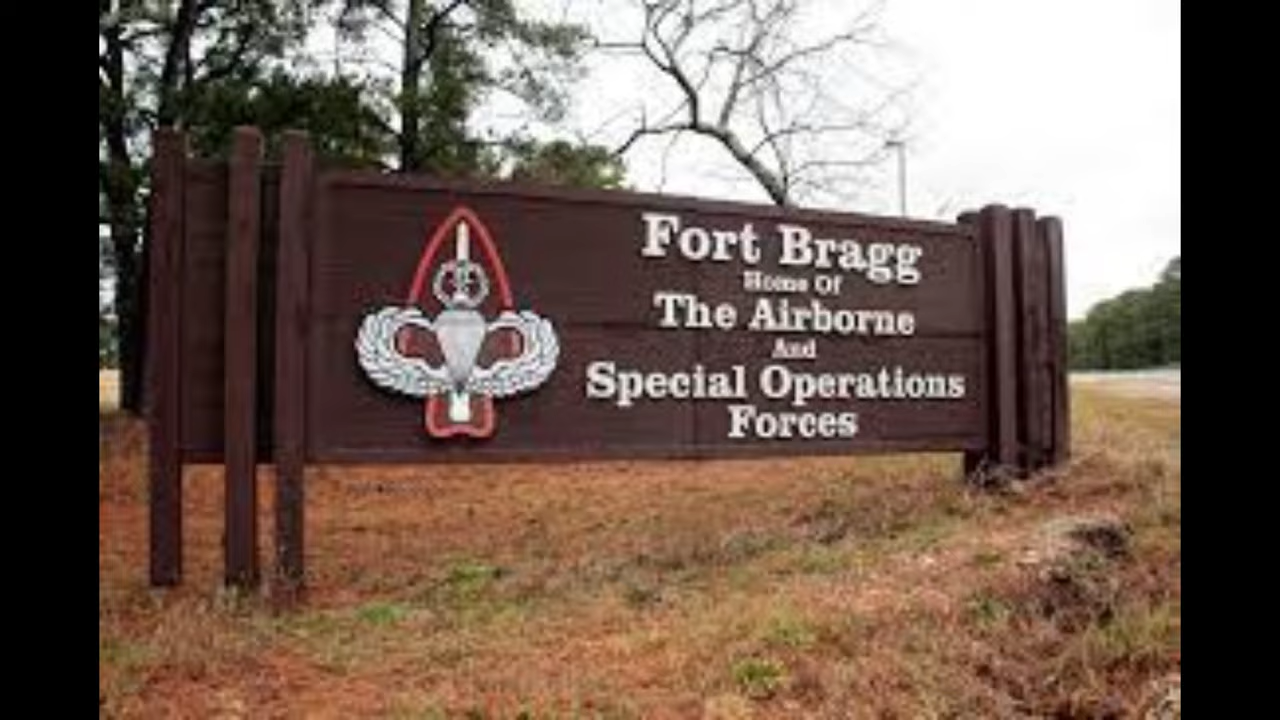 Fort Bragg
Home Of
The Airborne
And
Special Operations
Forces